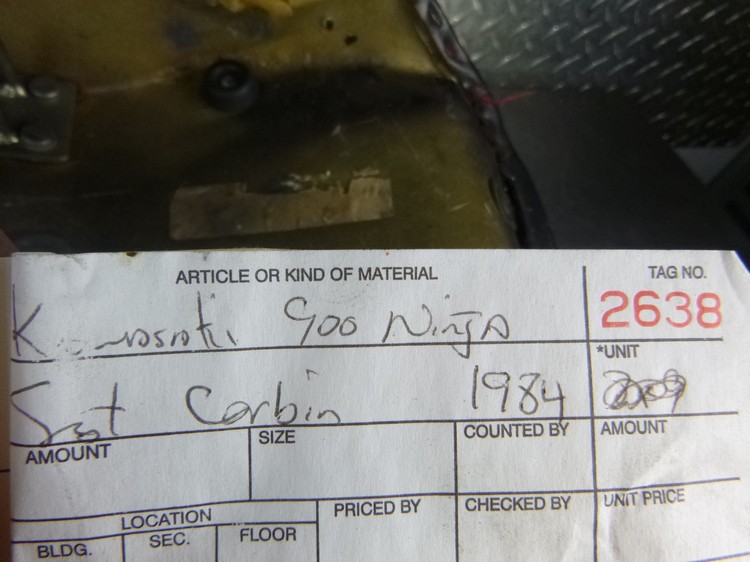 ARTICLE OR KIND OF MATERIAL
TAG NO.
Kawasaki 900 Ninja
2638
*UNIT
Seat Corbin 1984
AMOUNT
SIZE
COUNTED BY
AMOUNT
LOCATION
PRICED BY
CHECKED BY
UNIT PRICE
BLDG.
SEC.
FLOOR